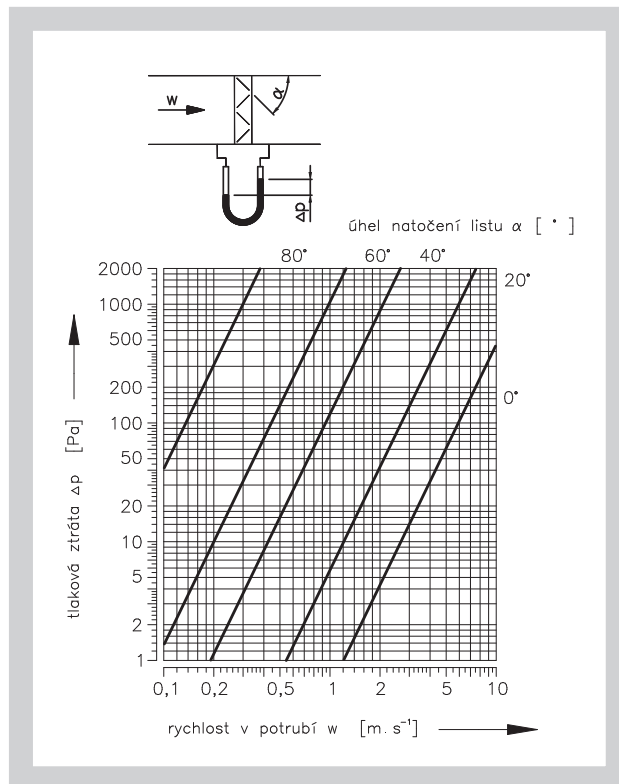 w
α
Δp
úhel natočení listu α [ ° ]
80° 60° 40°
20°
0°
2000
1000
500
200
100
50
20
10
5
2
1
tlaková ztráta Δp [Pa]
0,1 0,2 0,5 1 2 5 10
rychlost v potrubí w [m.s⁻¹]